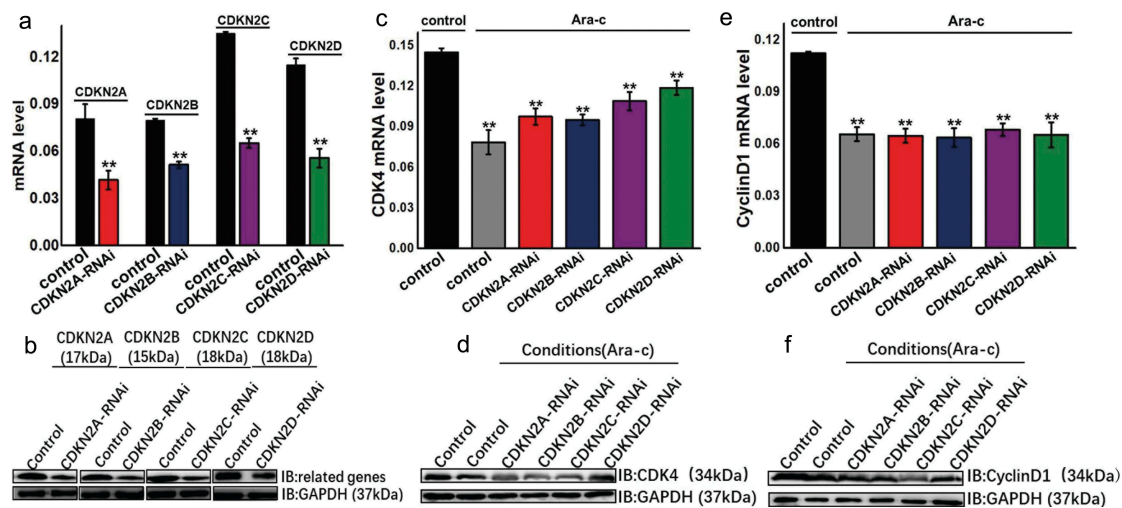 a
mRNA level
0.12
0.09
0.06
0.03
0.00
CDKN2A
CDKN2B
CDKN2C
CDKN2D
**
**
**
**
control
CDKN2A-RNAi
control
CDKN2B-RNAi
control
CDKN2C-RNAi
control
CDKN2D-RNAi
c
control
Ara-c
CDK4 mRNA level
0.15
0.12
0.09
0.06
0.03
0.00
**
**
**
**
**
control
control
CDKN2A-RNAi
CDKN2B-RNAi
CDKN2C-RNAi
CDKN2D-RNAi
e
control
Ara-c
CyclinD1 mRNA level
0.12
0.09
0.06
0.03
0.00
**
**
**
**
**
control
control
CDKN2A-RNAi
CDKN2B-RNAi
CDKN2C-RNAi
CDKN2D-RNAi
b
CDKN2A
(17kDa)
CDKN2B
(15kDa)
CDKN2C
(18kDa)
CDKN2D
(18kDa)
Control
CDKN2A-RNAi
Control
CDKN2B-RNAi
Control
CDKN2C-RNAi
Control
CDKN2D-RNAi
IB:related genes
IB:GAPDH (37kDa)
d
Conditions(Ara-c)
Control
Control
CDKN2A-RNAi
CDKN2B-RNAi
CDKN2C-RNAi
CDKN2D-RNAi
IB:CDK4 (34kDa)
IB:GAPDH (37kDa)
f
Conditions(Ara-c)
Control
Control
CDKN2A-RNAi
CDKN2B-RNAi
CDKN2C-RNAi
CDKN2D-RNAi
IB:CyclinD1 (34kDa)
IB:GAPDH (37kDa)